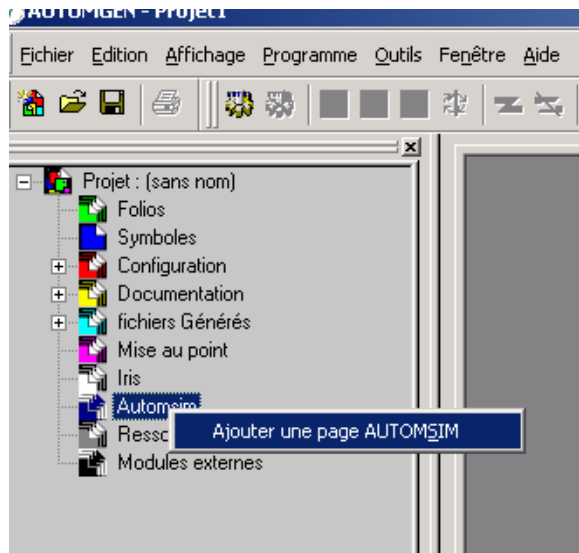 AUTOMGEN - Project1
Fichier Edition Affichage Programme Outils Fenêtre Aide
Projet : (sans nom)
Folios
Symboles
Configuration
Documentation
fichiers Générés
Mise au point
Iris
Automsim
Ajouter une page AUTOMSIM
Modules externes